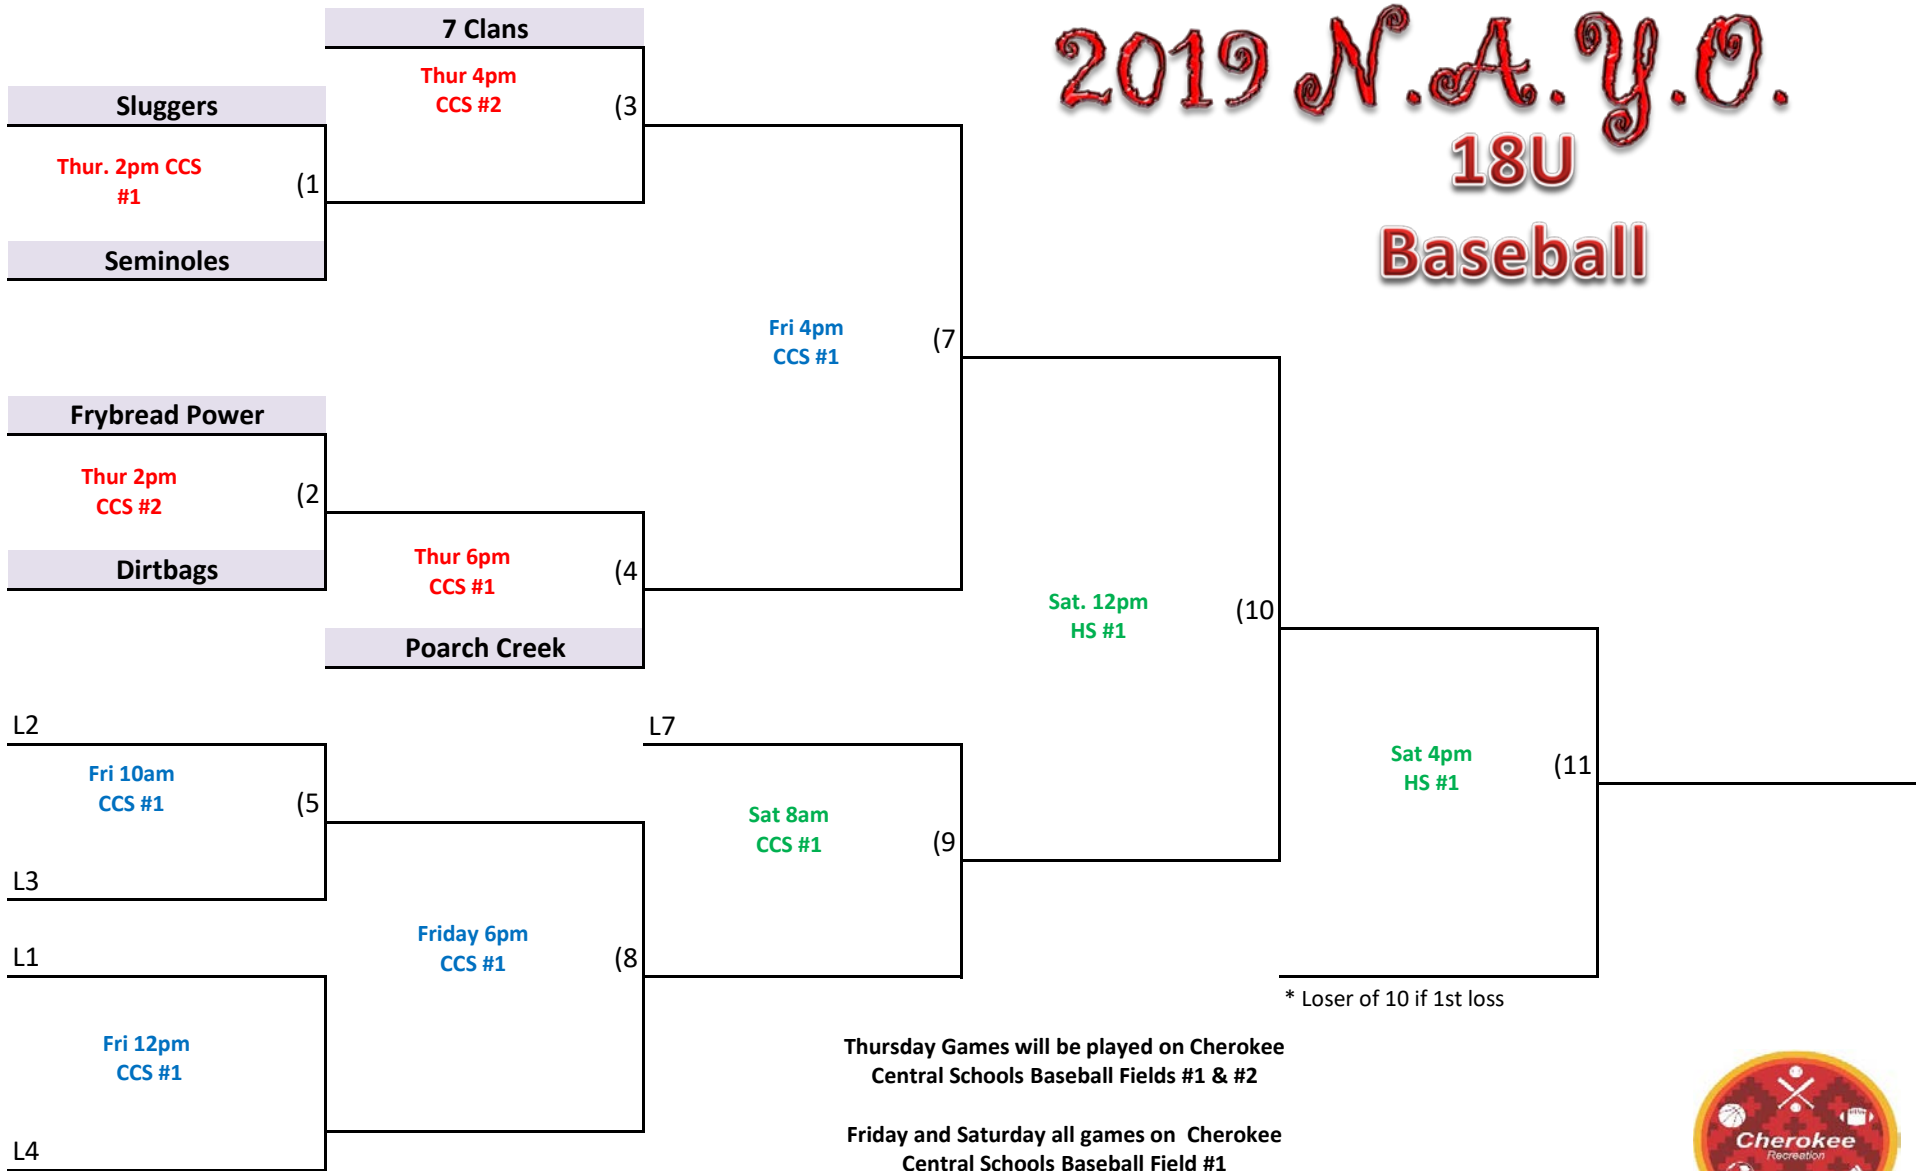 2019 N.A.Y.O.
18U
Baseball
7 Clans
Thur 4pm
CCS #2
(3
Sluggers
Thur. 2pm CCS
#1
(1
Seminoles
Fri 4pm
CCS #1
(7
Frybread Power
Thur 2pm
CCS #2
(2
Dirtbags
Thur 6pm
CCS #1
(4
Poarch Creek
Sat. 12pm
HS #1
(10
L2
Fri 10am
CCS #1
(5
L3
L7
Sat 8am
CCS #1
(9
Sat 4pm
HS #1
(11
L1
Friday 6pm
CCS #1
(8
Fri 12pm
CCS #1
L4
* Loser of 10 if 1st loss
Thursday Games will be played on Cherokee
Central Schools Baseball Fields #1 & #2
Friday and Saturday all games on Cherokee
Central Schools Baseball Field #1
Cherokee
Recreation